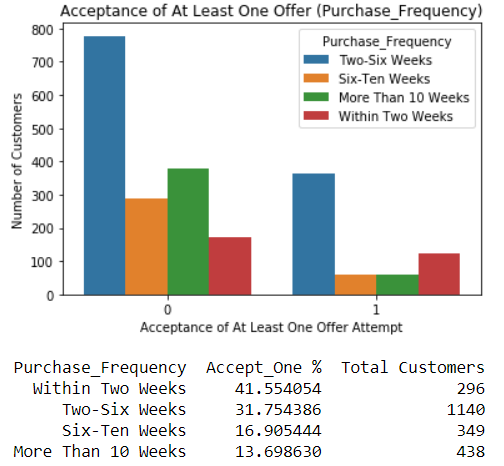 Acceptance of At Least One Offer (Purchase_Frequency)
800
700
600
500
400
300
200
100
0
Number of Customers
Purchase_Frequency
Two-Six Weeks
Six-Ten Weeks
More Than 10 Weeks
Within Two Weeks
0 1
Acceptance of At Least One Offer Attempt
Purchase_Frequency Accept_One % Total Customers
Within Two Weeks 41.554054 296
Two-Six Weeks 31.754386 1140
Six-Ten Weeks 16.905444 349
More Than 10 Weeks 13.698630 438